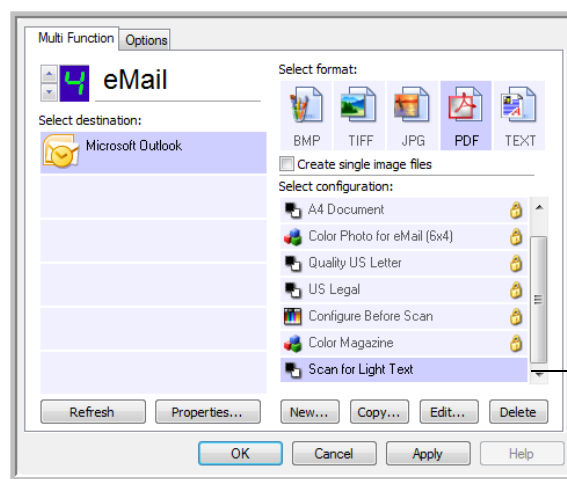 Multi Function
Options
4
eMail
Select destination:
Microsoft Outlook
Select format:
BMP
TIFF
JPG
PDF
TEXT
Create single image files
Select configuration:
A4 Document
Color Photo for eMail (6x4)
Quality US Letter
US Legal
Configure Before Scan
Color Magazine
Scan for Light Text
Refresh
Properties...
New...
Copy...
Edit...
Delete
OK
Cancel
Apply
Help